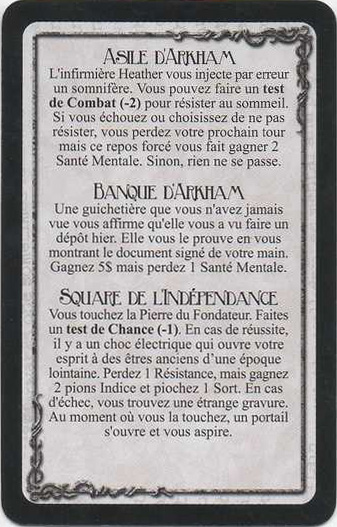 Asile d'Arkham
L'infirmière Heather vous injecte par erreur
un somnifère. Vous pouvez faire un test
de Combat (-2) pour résister au sommeil.
Si vous échouez ou choisissez de ne pas
résister, vous perdez votre prochain tour
mais ce repos forcé vous fait gagner 2
Santé Mentale. Sinon, rien ne se passe.
Banque d'Arkham
Une guichetière que vous n'avez jamais
vue vous affirme qu'elle vous a vu faire un
dépôt hier. Elle vous le prouve en vous
montrant le document signé de votre main.
Gagnez 5$ mais perdez 1 Santé Mentale.
Square de l'Indépendance
Vous touchez la Pierre du Fondateur. Faites
un test de Chance (-1). En cas de réussite,
il y a un choc électrique qui ouvre votre
esprit à des êtres anciens d'une époque
lointaine. Perdez 1 Résistance, mais gagnez
2 pions Indice et piochez 1 Sort. En cas
d'échec, vous trouvez une étrange gravure.
Au moment où vous la touchez, un portail
s'ouvre et vous aspire.